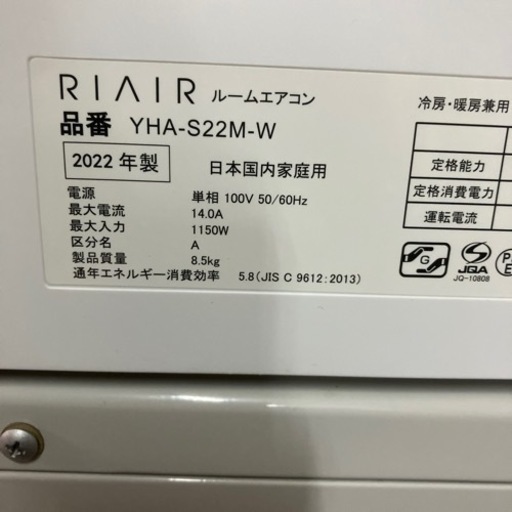 RIAIR ルームエアコン
品番 YHA-S22M-W
2022 年製 日本国内家庭用
電源 単相 100V 50/60Hz
最大電流 14.0A
最大入力 1150W
区分名 A
製品質量 8.5kg
通年エネルギー消費効率 5.8(JIS C 9612:2013)
冷房・暖房兼用
定格能力
定格消費電力
運転電流
G
S
JQA
JQ-10808